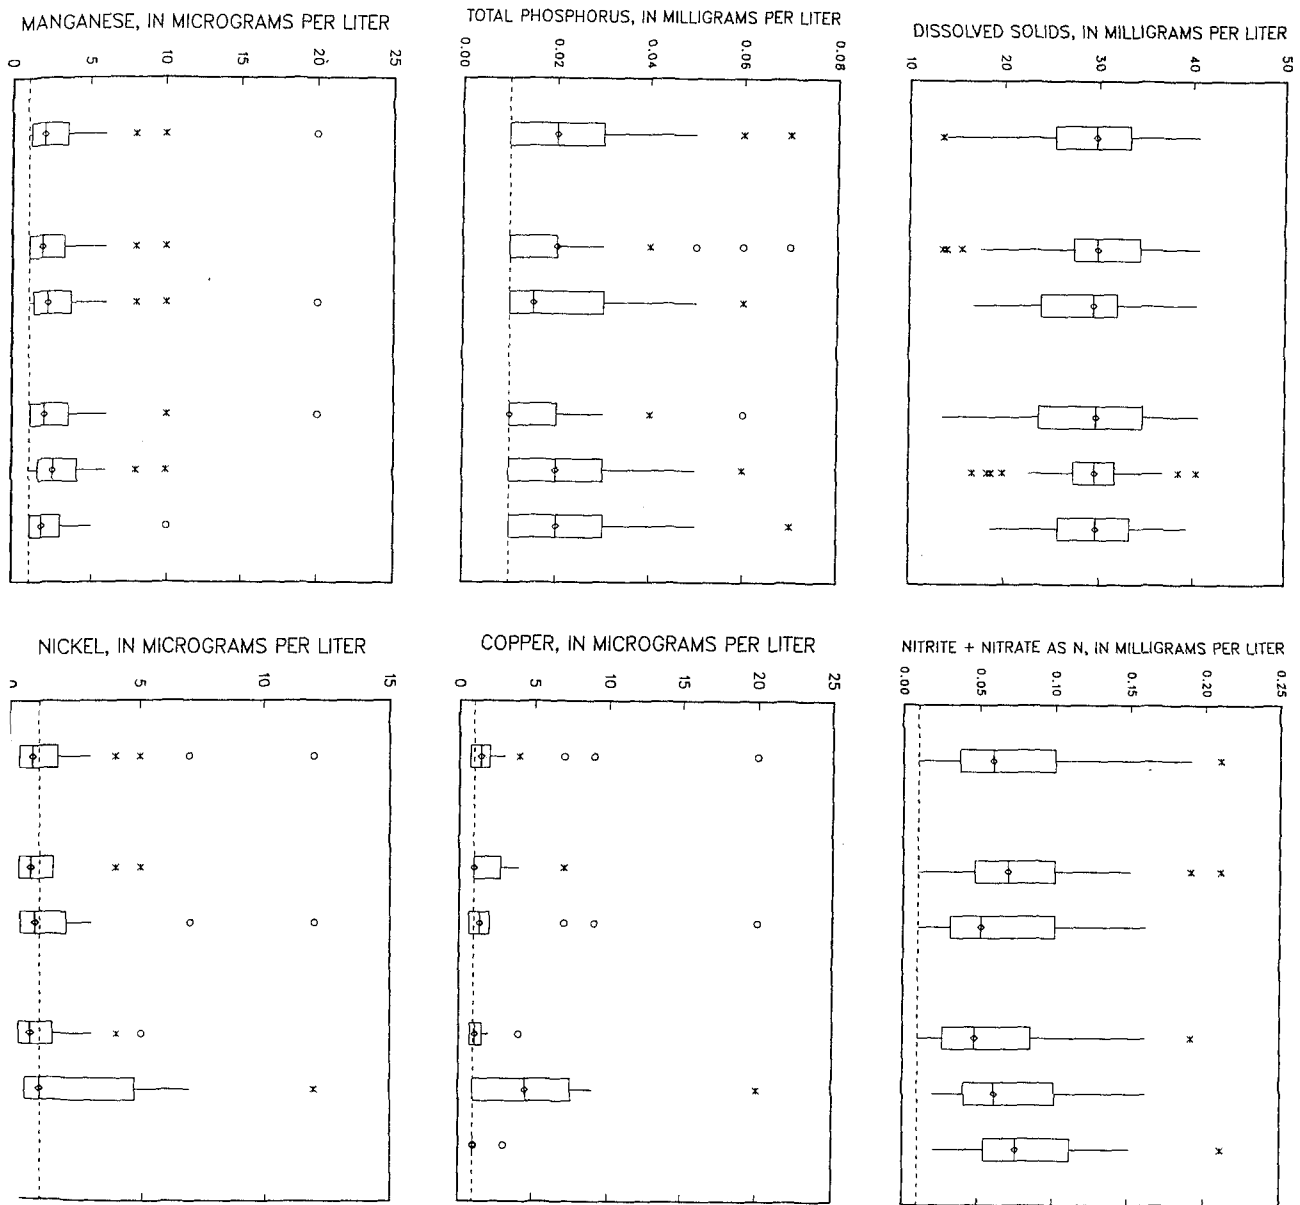 MANGANESE, IN MICROGRAMS PER LITER
0 5 10 15 20 25
TOTAL PHOSPHORUS, IN MILLIGRAMS PER LITER
0.00 0.02 0.04 0.06 0.08
DISSOLVED SOLIDS, IN MILLIGRAMS PER LITER
10 20 30 40 50
NICKEL, IN MICROGRAMS PER LITER
0 5 10 15
COPPER, IN MICROGRAMS PER LITER
0 5 10 15 20 25
NITRITE + NITRATE AS N, IN MILLIGRAMS PER LITER
0.00 0.05 0.10 0.15 0.20 0.25